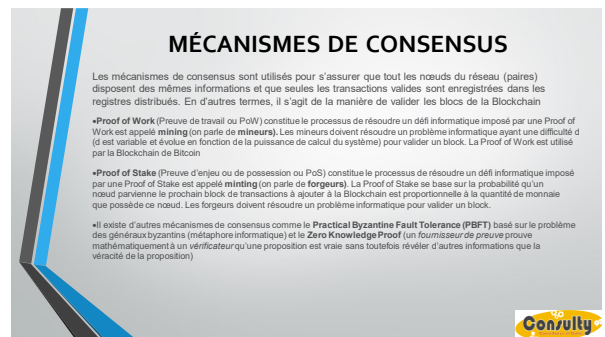 MÉCANISMES DE CONSENSUS
Les mécanismes de consensus sont utilisés pour s'assurer que tout les nœuds du réseau (paires)
disposent des mêmes informations et que seules les transactions valides sont enregistrées dans les
registres distribués. En d'autres termes, il s'agit de la manière de valider les blocs de la Blockchain
•Proof of Work (Preuve de travail ou PoW) constitue le processus de résoudre un défi informatique imposé par une Proof of
Work est appelé mining (on parle de mineurs). Les mineurs doivent résoudre un problème informatique ayant une difficulté d
(d est variable et évolue en fonction de la puissance de calcul du système) pour valider un block. La Proof of Work est utilisé
par la Blockchain de Bitcoin
•Proof of Stake (Preuve d'enjeu ou de possession ou PoS) constitue le processus de résoudre un défi informatique imposé
par une Proof of Stake est appelé minting (on parle de forgeurs). La Proof of Stake se base sur la probabilité qu'un
nœud parvienne le prochain block de transactions à ajouter à la Blockchain est proportionnelle à la quantité de monnaie
que possède ce nœud. Les forgeurs doivent résoudre un problème informatique pour valider un block.
•Il existe d'autres mécanismes de consensus comme le Practical Byzantine Fault Tolerance (PBFT) basé sur le problème
des généraux byzantins (métaphore informatique) et le Zero Knowledge Proof (un fournisseur de preuve prouve
mathématiquement à un vérificateur qu'une proposition est vraie sans toutefois révéler d'autres informations que la
véracité de la proposition)
Consulty